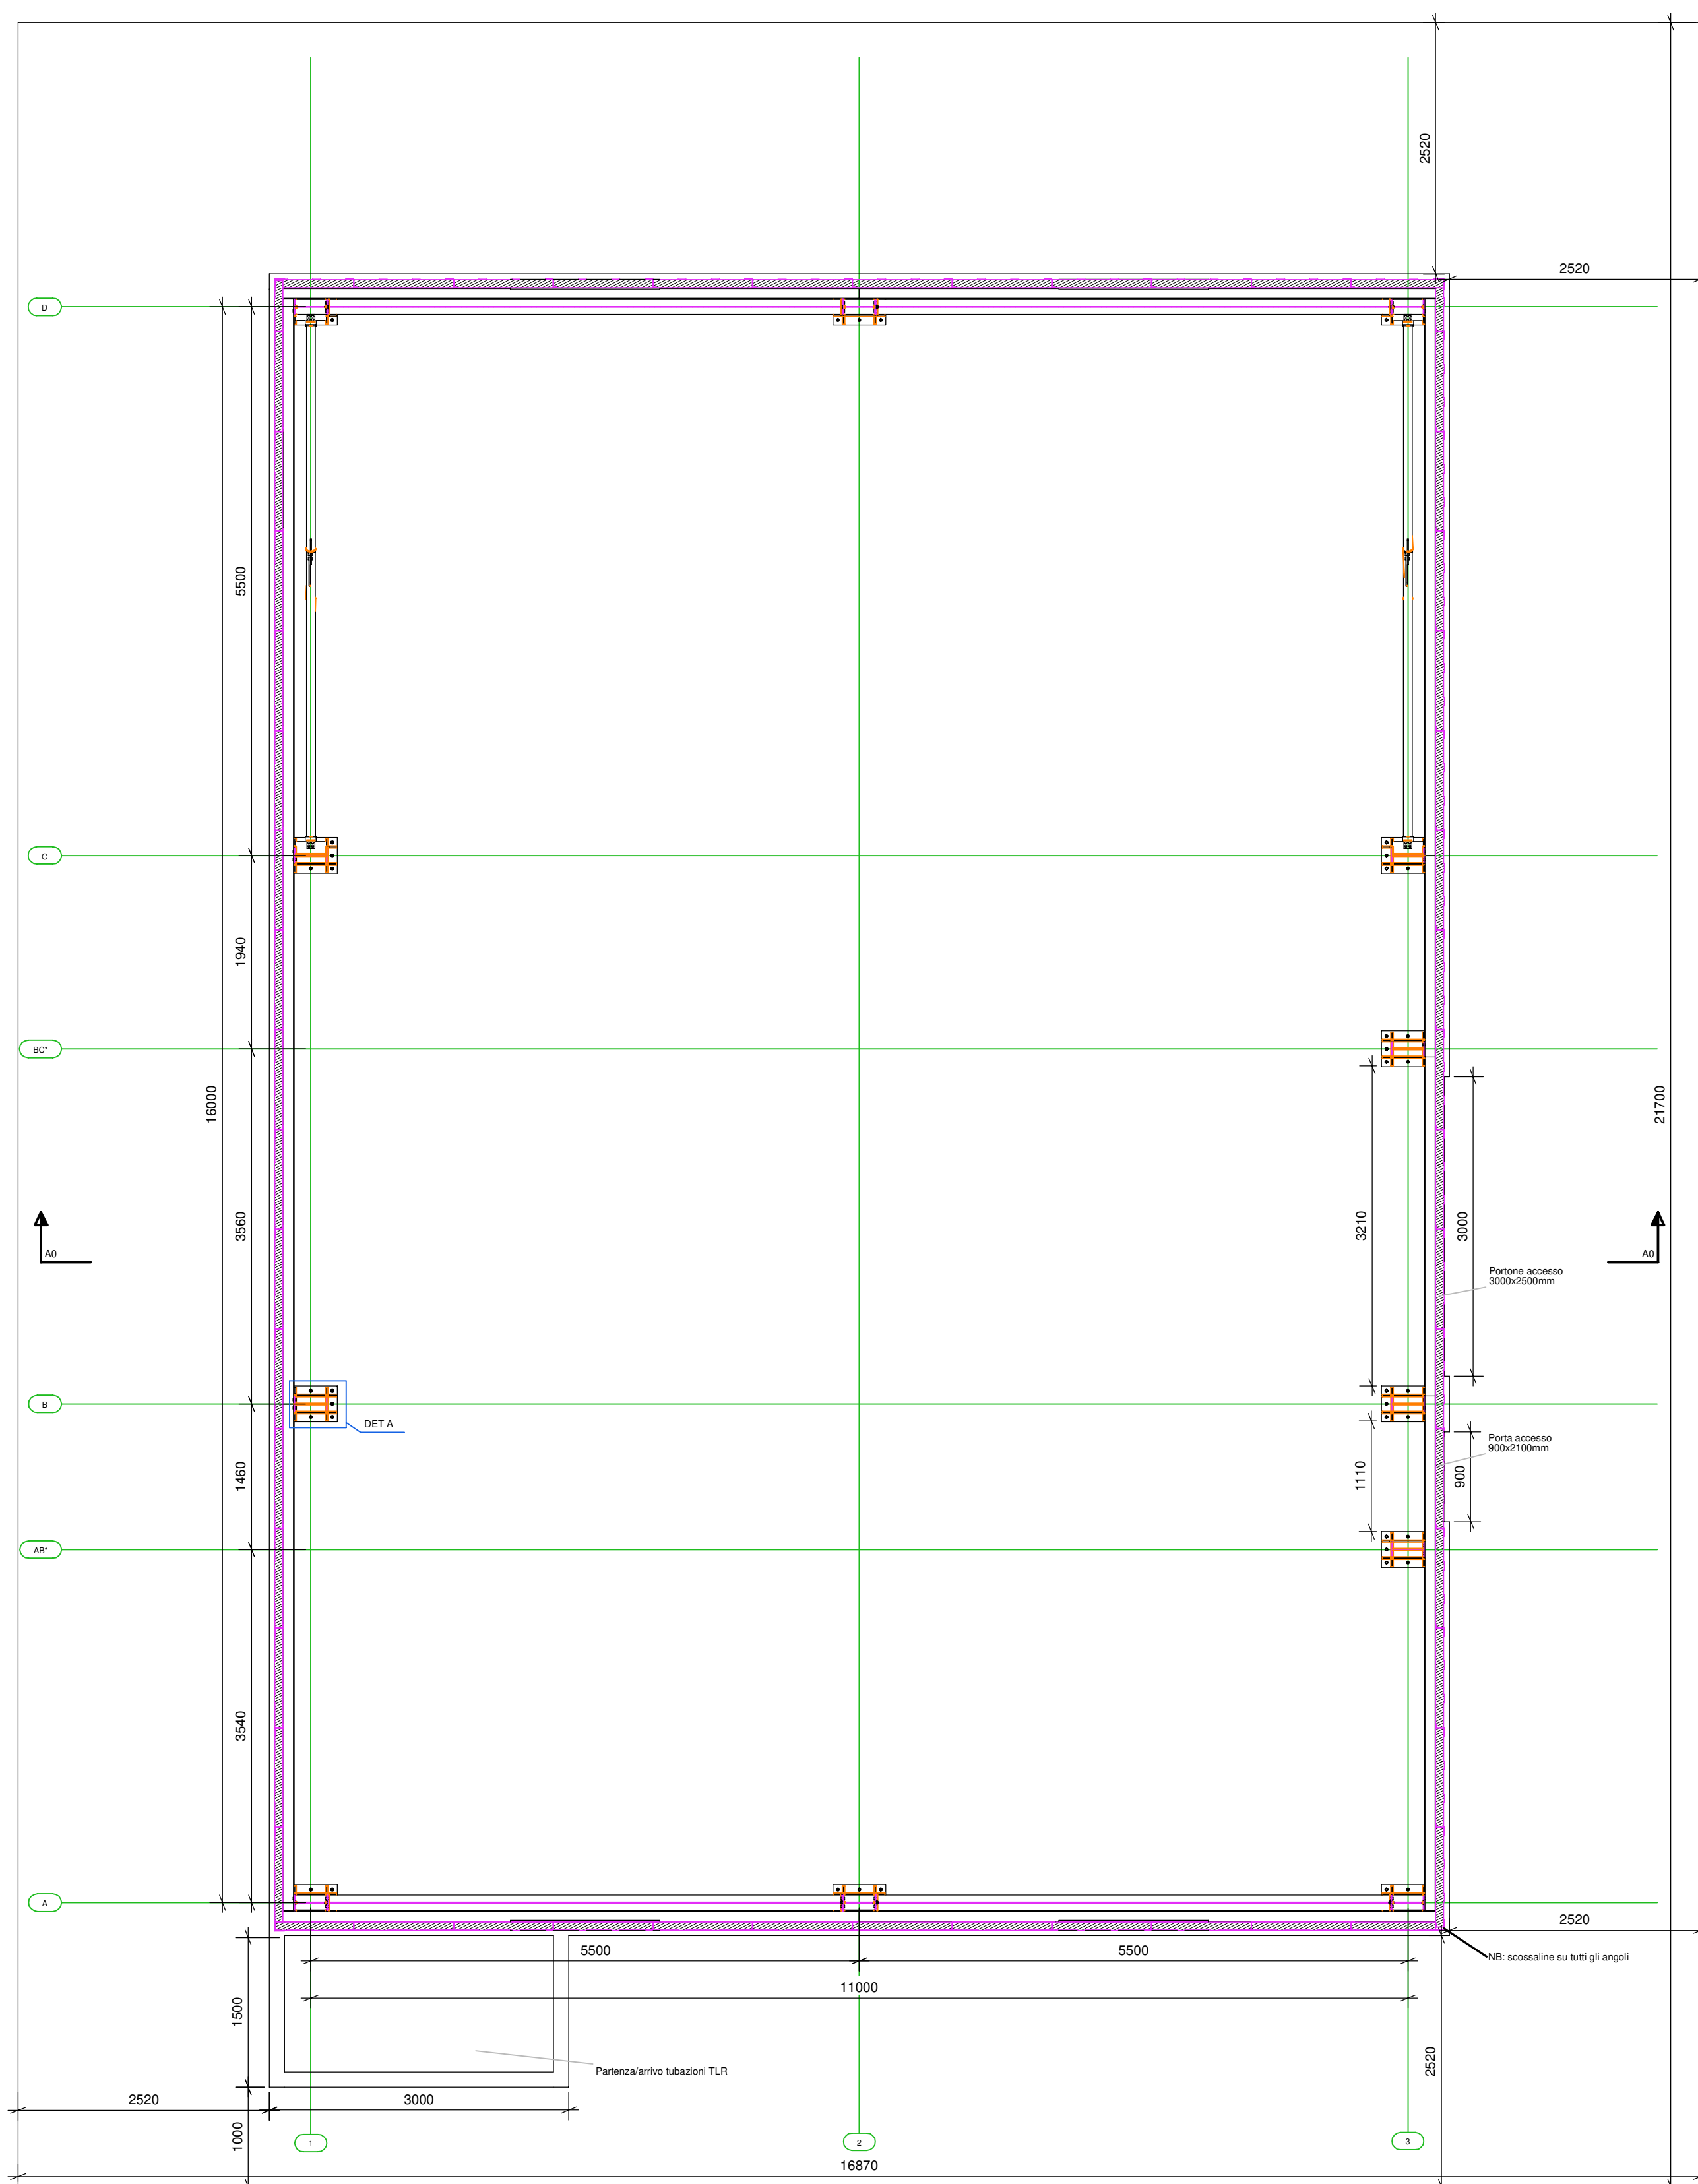 2520
2520
D
5500
C
1940
BC*
16000
21700
3560
3210
3000
A0
A0
Portone accesso
3000x2500mm
B
DET A
Porta accesso
900x2100mm
1460
1110
900
AB*
3540
A
2520
5500
5500
NB: scossaline su tutti gli angoli
11000
1500
Partenza/arrivo tubazioni TLR
2520
2520
3000
1000
1
2
3
16870